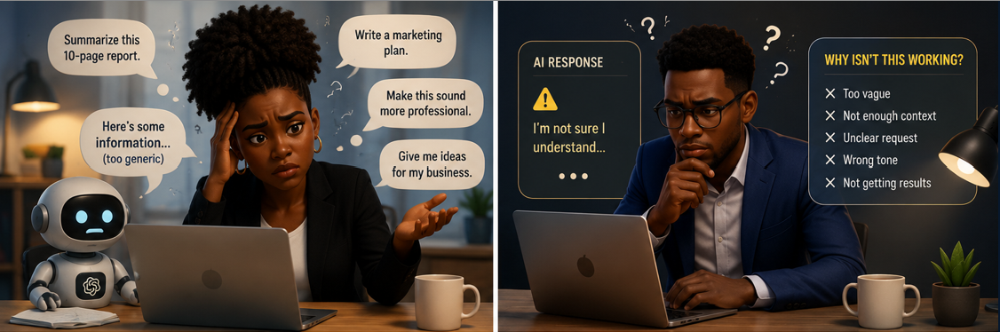 Summarize this
10-page report.
Write a marketing
plan.
Make this sound
more professional.
Here's some
information...
(too generic)
Give me ideas
for my business.
AI RESPONSE
I'm not sure I
understand...
WHY ISN'T THIS WORKING?
Too vague
Not enough context
Unclear request
Wrong tone
Not getting results